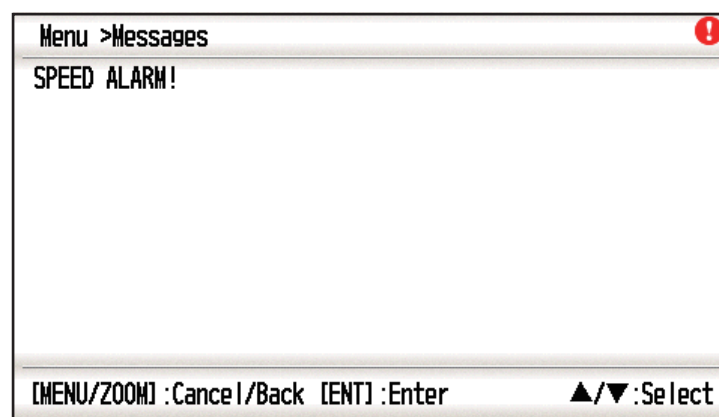 Menu >Messages
SPEED ALARM!
[MENU/ZOOM]:Cancel/Back [ENT]:Enter ▲/▼:Select